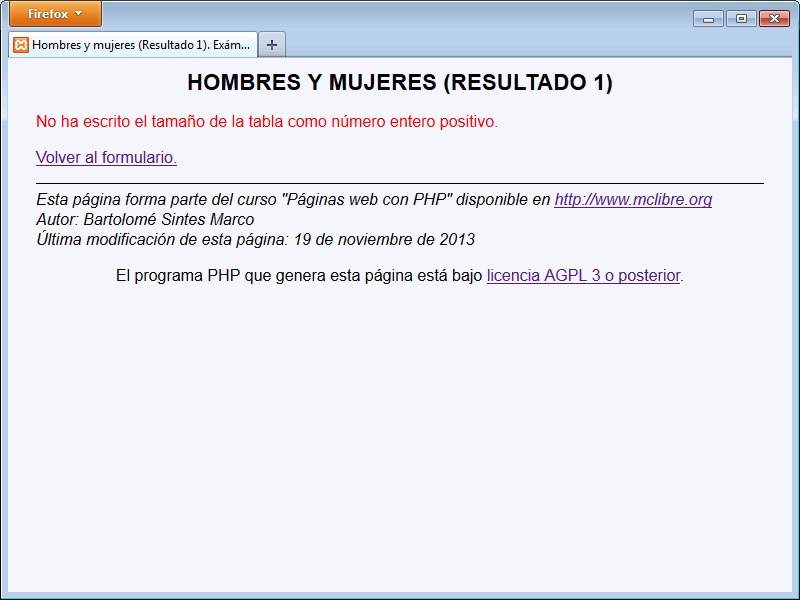 Firefox
Hombres y mujeres (Resultado 1). Exám...
HOMBRES Y MUJERES (RESULTADO 1)
No ha escrito el tamaño de la tabla como número entero positivo.
Volver al formulario.
Esta página forma parte del curso "Páginas web con PHP" disponible en http://www.mclibre.org
Autor: Bartolomé Sintes Marco
Última modificación de esta página: 19 de noviembre de 2013
El programa PHP que genera esta página está bajo licencia AGPL 3 o posterior.